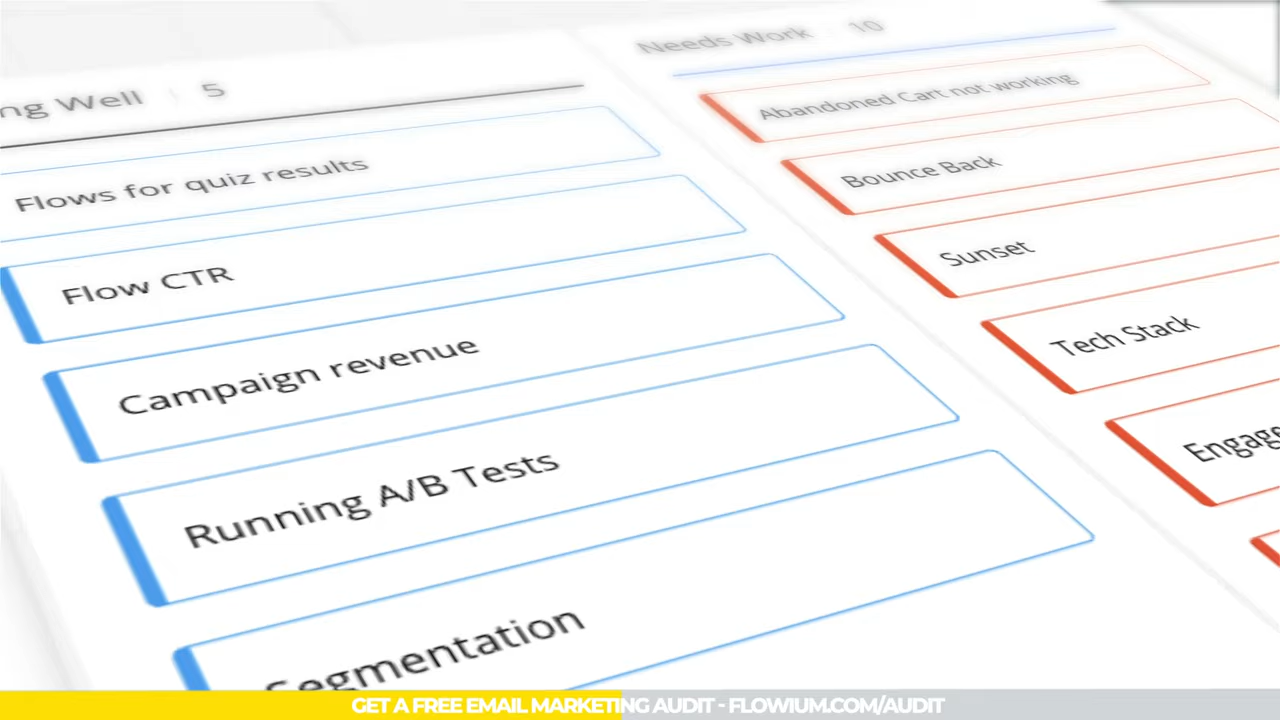 ng Well 5
Flows for quiz results
Flow CTR
Campaign revenue
Running A/B Tests
Segmentation
Needs Work 10
Abandoned Cart not working
Bounce Back
Sunset
Tech Stack
Engage
GET A FREE EMAIL MARKETING AUDIT - FLOWIUM.COM/AUDIT